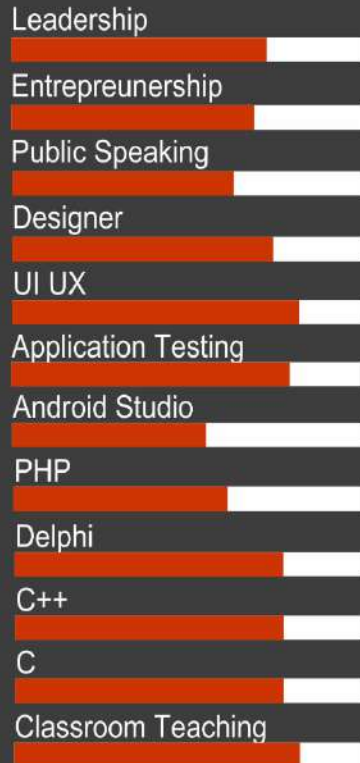 Leadership
Entrepreunership
Public Speaking
Designer
UI UX
Application Testing
Android Studio
PHP
Delphi
C++
C
Classroom Teaching